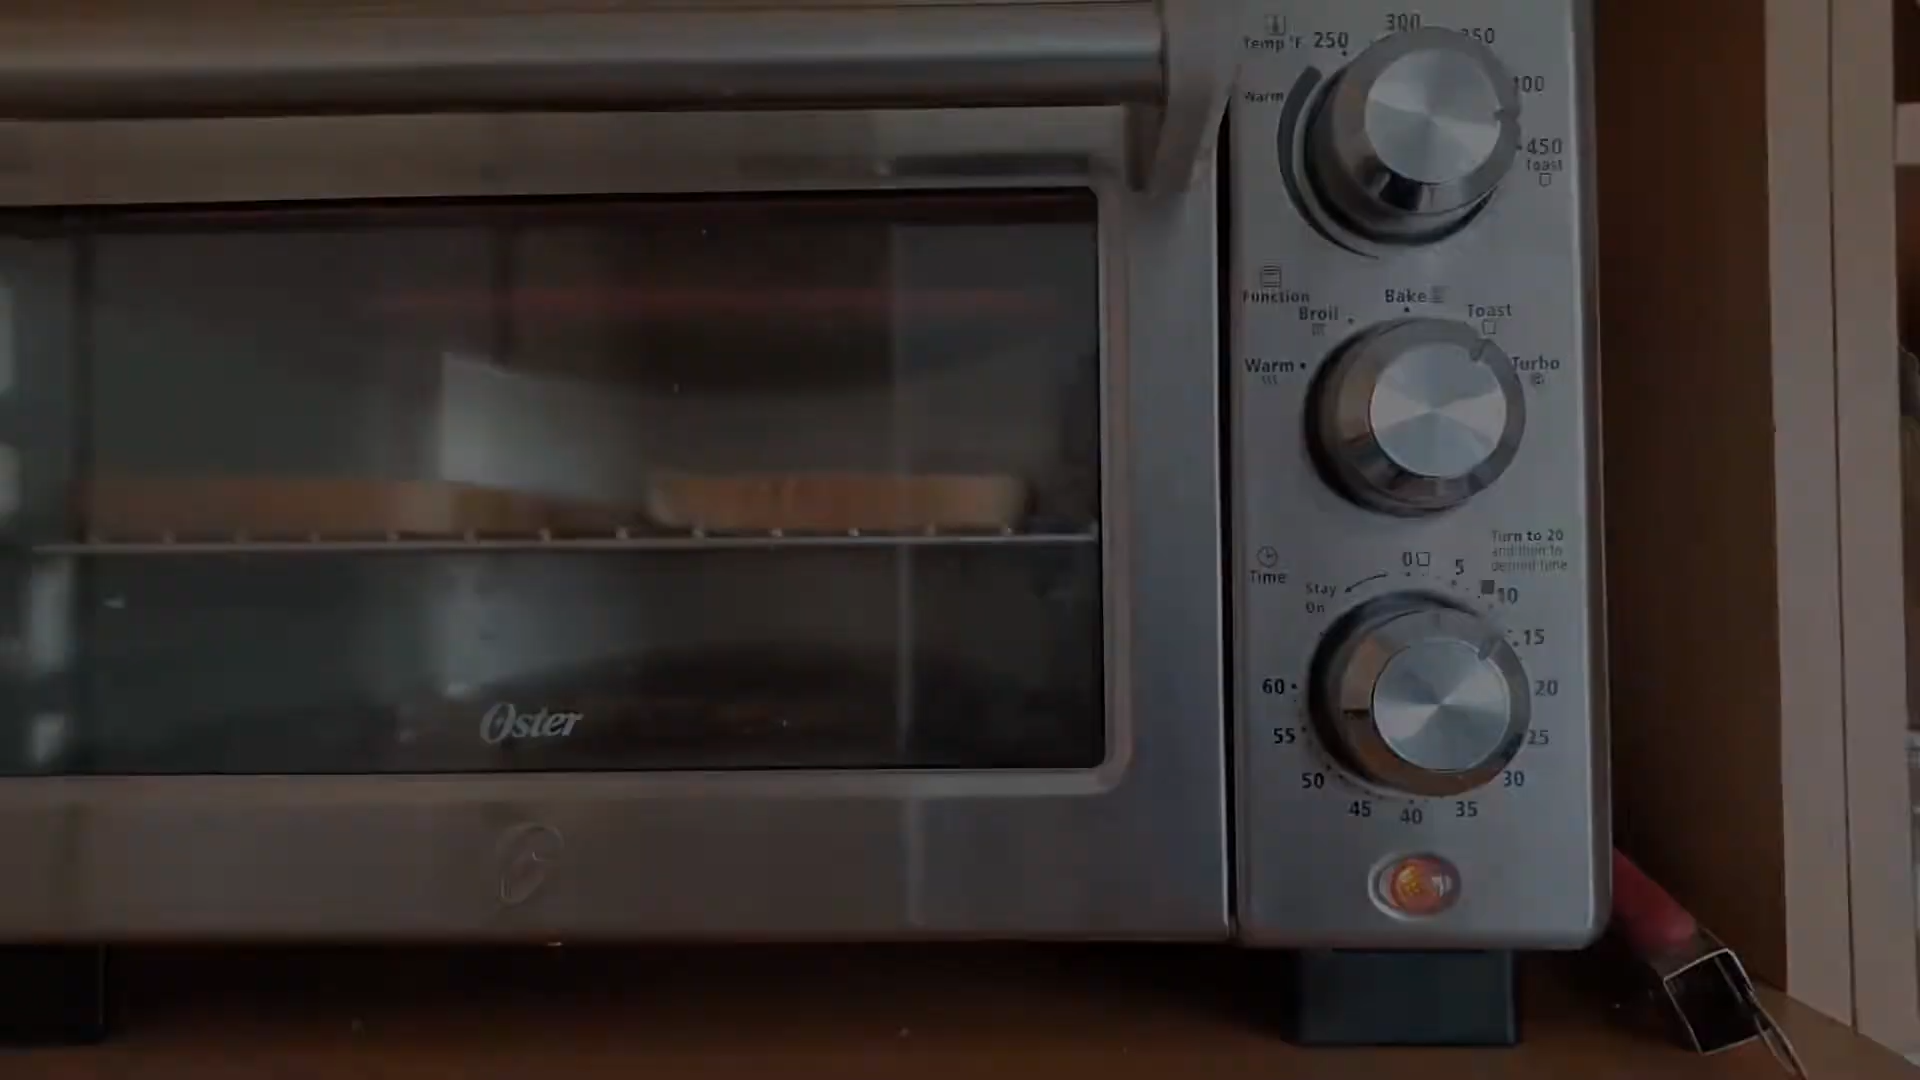 Temp °F
250
300
350
Warm
400
450
Toast
Function
Broil
Bake
Toast
Warm
Turbo
Time
Stay
On
0
5
Turn to 20
and then to
desired time
10
15
20
25
30
35
40
45
50
55
60
Oster